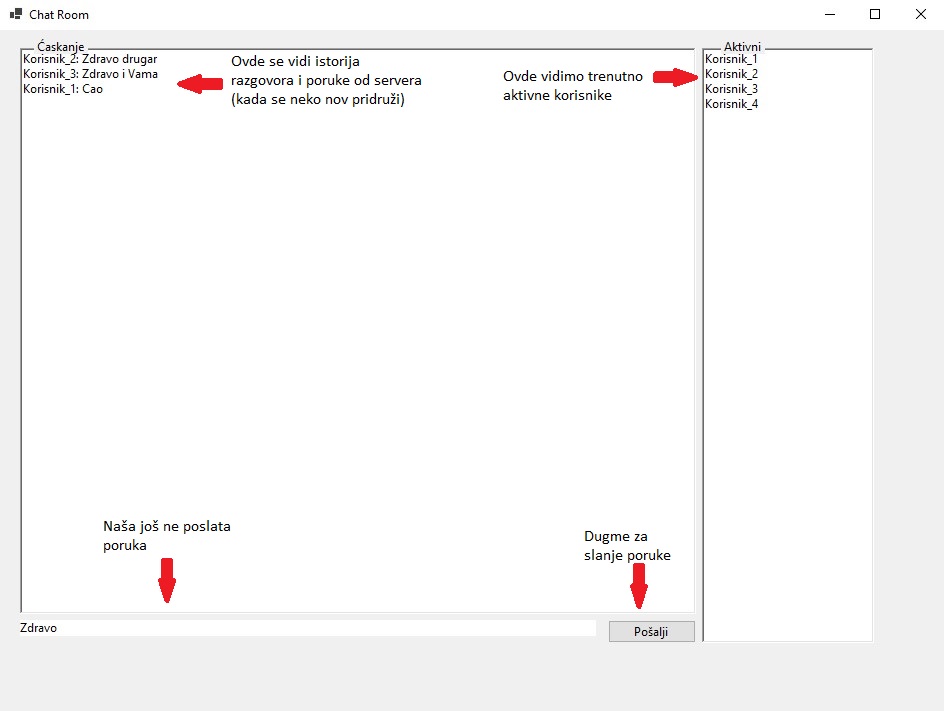 Chat Room
Ćaskanje
Korisnik_2: Zdravo drugar
Korisnik_3: Zdravo i Vama
Korisnik_1: Cao
Ovde se vidi istorija
razgovora i poruke od servera
(kada se neko nov pridruži)
Ovde vidimo trenutno
aktivne korisnike
Aktivni
Korisnik_1
Korisnik_2
Korisnik_3
Korisnik_4
Naša još ne poslata
poruka
Dugme za
slanje poruke
Zdravo
Pošalji